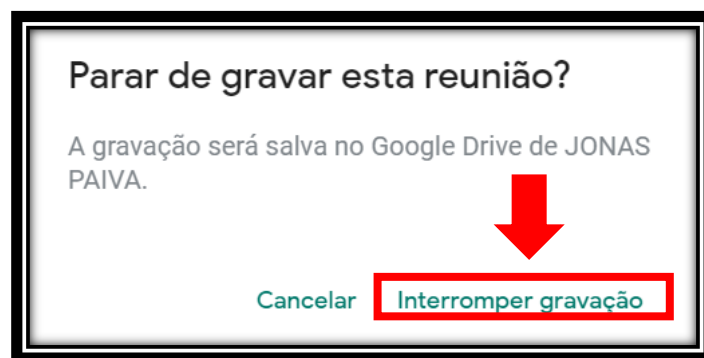 Parar de gravar esta reunião?
A gravação será salva no Google Drive de JONAS
PAIVA.
Cancelar Interromper gravação